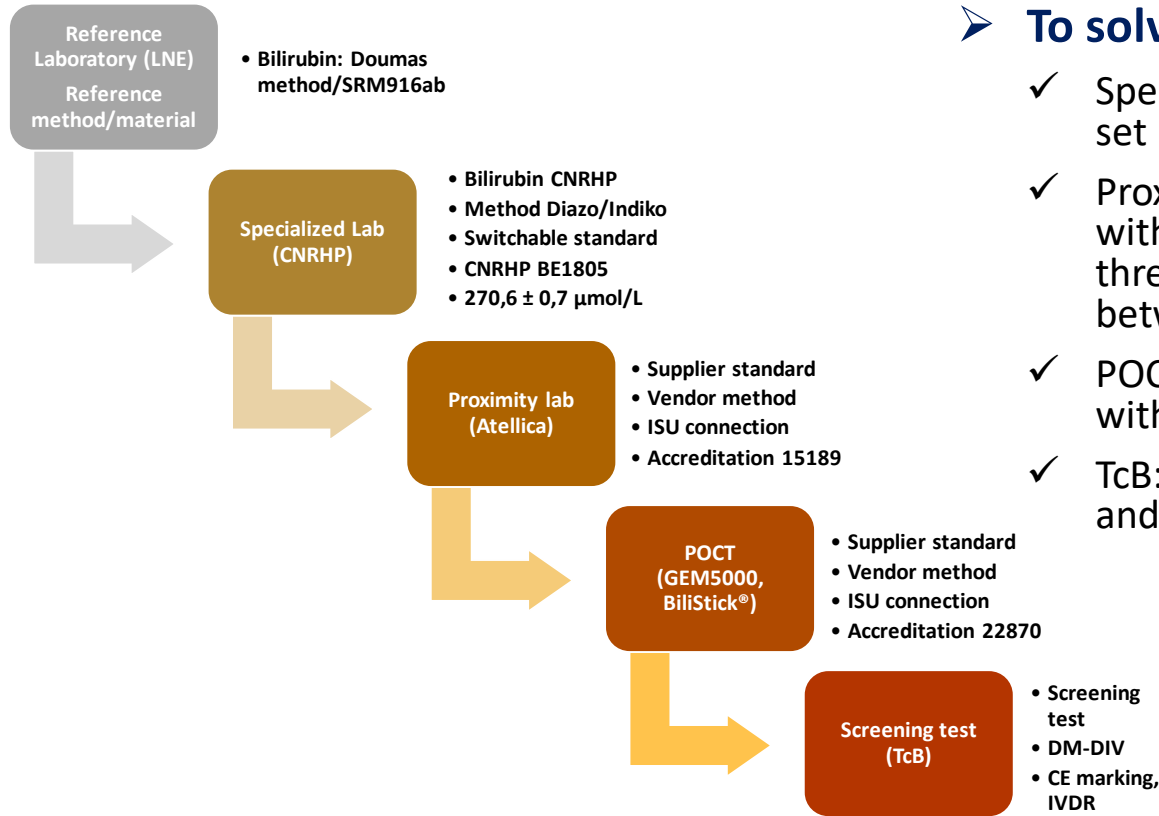 Reference
Laboratory (LNE)
Reference
method/material
• Bilirubin: Doumas
method/SRM916ab
Specialized Lab
(CNRHP)
• Bilirubin CNRHP
• Method Diazo/Indiko
• Switchable standard
• CNRHP BE1805
• 270,6 ± 0,7 µmol/L
Proximity lab
(Atellica)
• Supplier standard
• Vendor method
• ISU connection
• Accreditation 15189
POCT
(GEM5000,
BiliStick®)
• Supplier standard
• Vendor method
• ISU connection
• Accreditation 22870
Screening test
(TcB)
• Screening
test
• DM-DIV
• CE marking,
IVDR
➢ To solv
✓ Spe
set
✓ Prox
with
thre
betw
✓ POC
with
✓ TcB:
and